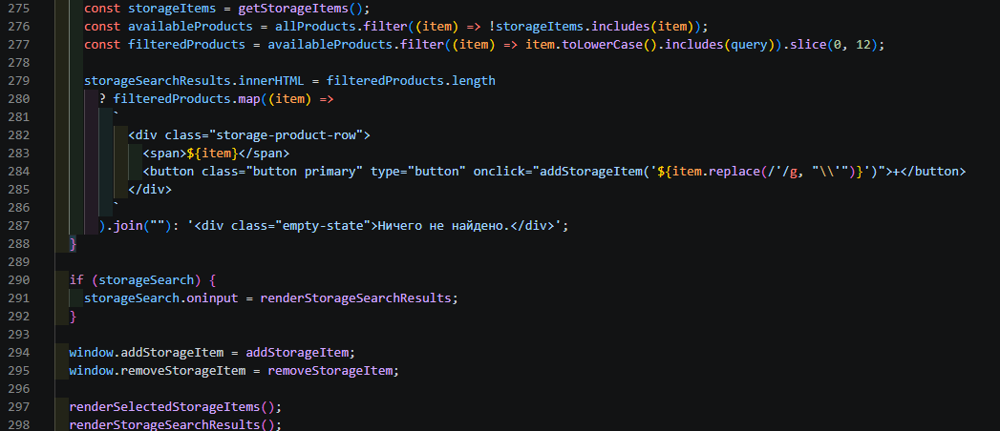 275 const storageItems = getStorageItems();
276 const availableProducts = allProducts.filter((item) => !storageItems.includes(item));
277 const filteredProducts = availableProducts.filter((item) => item.toLowerCase().includes(query)).slice(0, 12);
278
279 storageSearchResults.innerHTML = filteredProducts.length
280 ? filteredProducts.map((item) =>
281 `
282 <div class="storage-product-row">
283 <span>${item}</span>
284 <button class="button primary" type="button" onclick="addStorageItem('${item.replace(/'/g, "\\'")}')">+</button>
285 </div>
286 `
287 ).join(""): '<div class="empty-state">Ничего не найдено.</div>';
288 }
289
290 if (storageSearch) {
291 storageSearch.oninput = renderStorageSearchResults;
292 }
293
294 window.addStorageItem = addStorageItem;
295 window.removeStorageItem = removeStorageItem;
296
297 renderSelectedStorageItems();
298 renderStorageSearchResults();